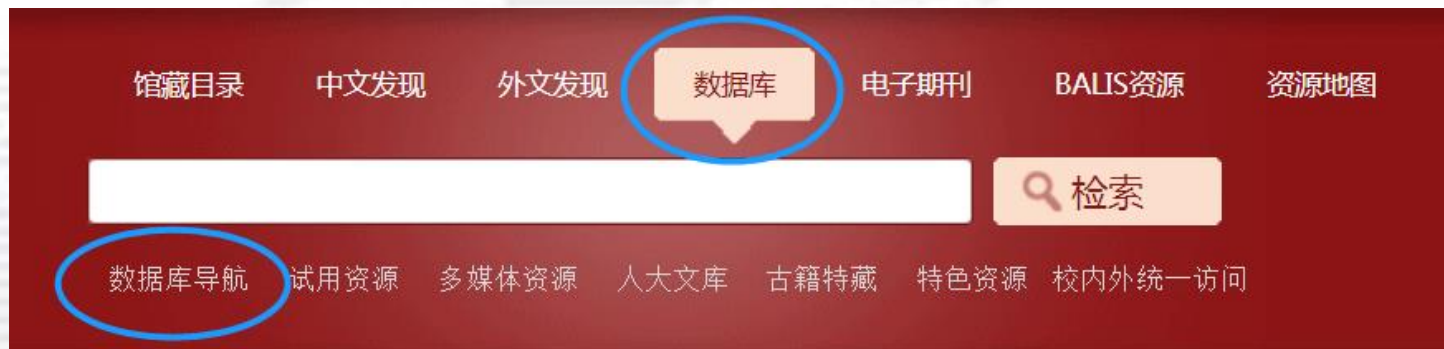 馆藏目录 中文发现 外文发现 数据库 电子期刊 BALIS资源 资源地图
检索
数据库导航 试用资源 多媒体资源 人大文库 古籍特藏 特色资源 校内外统一访问